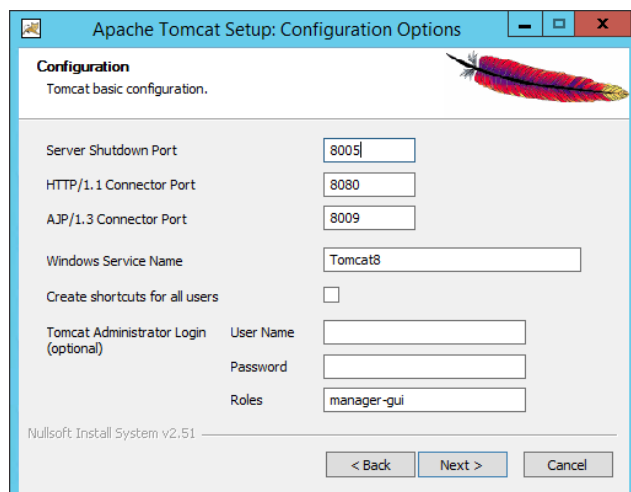 Apache Tomcat Setup: Configuration Options
Configuration
Tomcat basic configuration.
Server Shutdown Port 8005
HTTP/1.1 Connector Port 8080
AJP/1.3 Connector Port 8009
Windows Service Name Tomcat8
Create shortcuts for all users
Tomcat Administrator Login User Name
(optional)
Password
Roles manager-gui
Nullsoft Install System v2.51
< Back Next > Cancel